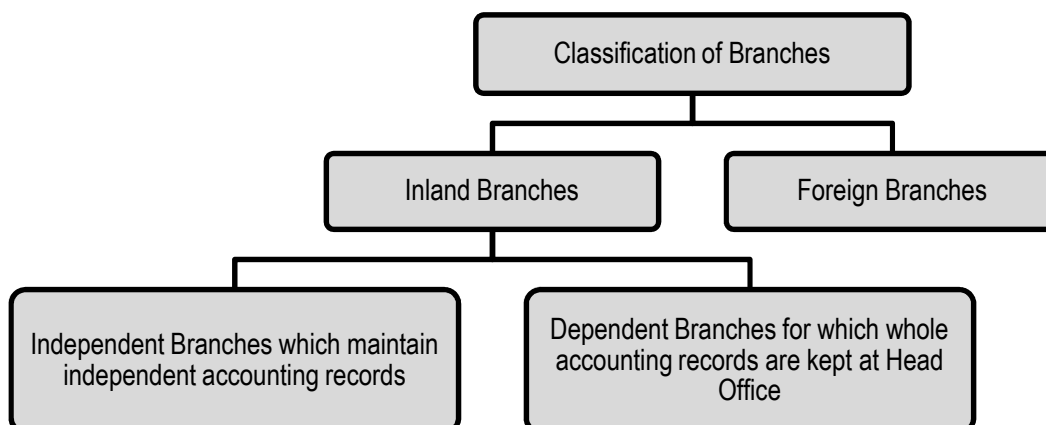 Classification of Branches
Inland Branches
Foreign Branches
Independent Branches which maintain
independent accounting records
Dependent Branches for which whole
accounting records are kept at Head
Office